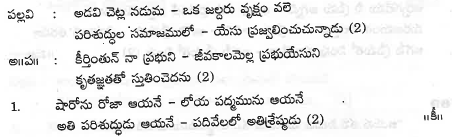 పల్లవి : అడవి చెట్ల నడుమ – ఒక జల్దరు వృక్షం వలె
పరిశుద్ధుల సమాజములో – యేసు ప్రజ్వలించుచున్నాడు (2)
అ॥ప॥ : కీర్తింతున్ నా ప్రభుని – జీవకాలమెల్ల ప్రభుయేసుని
కృతజ్ఞతతో స్తుతించెదను (2)
1. షారోను రోజా ఆయనే – లోయ పద్మమును ఆయనే
అతి పరిశుద్ధుడు ఆయనే – పదివేలలో అతిశ్రేష్ఠుడు (2) ॥కీ॥